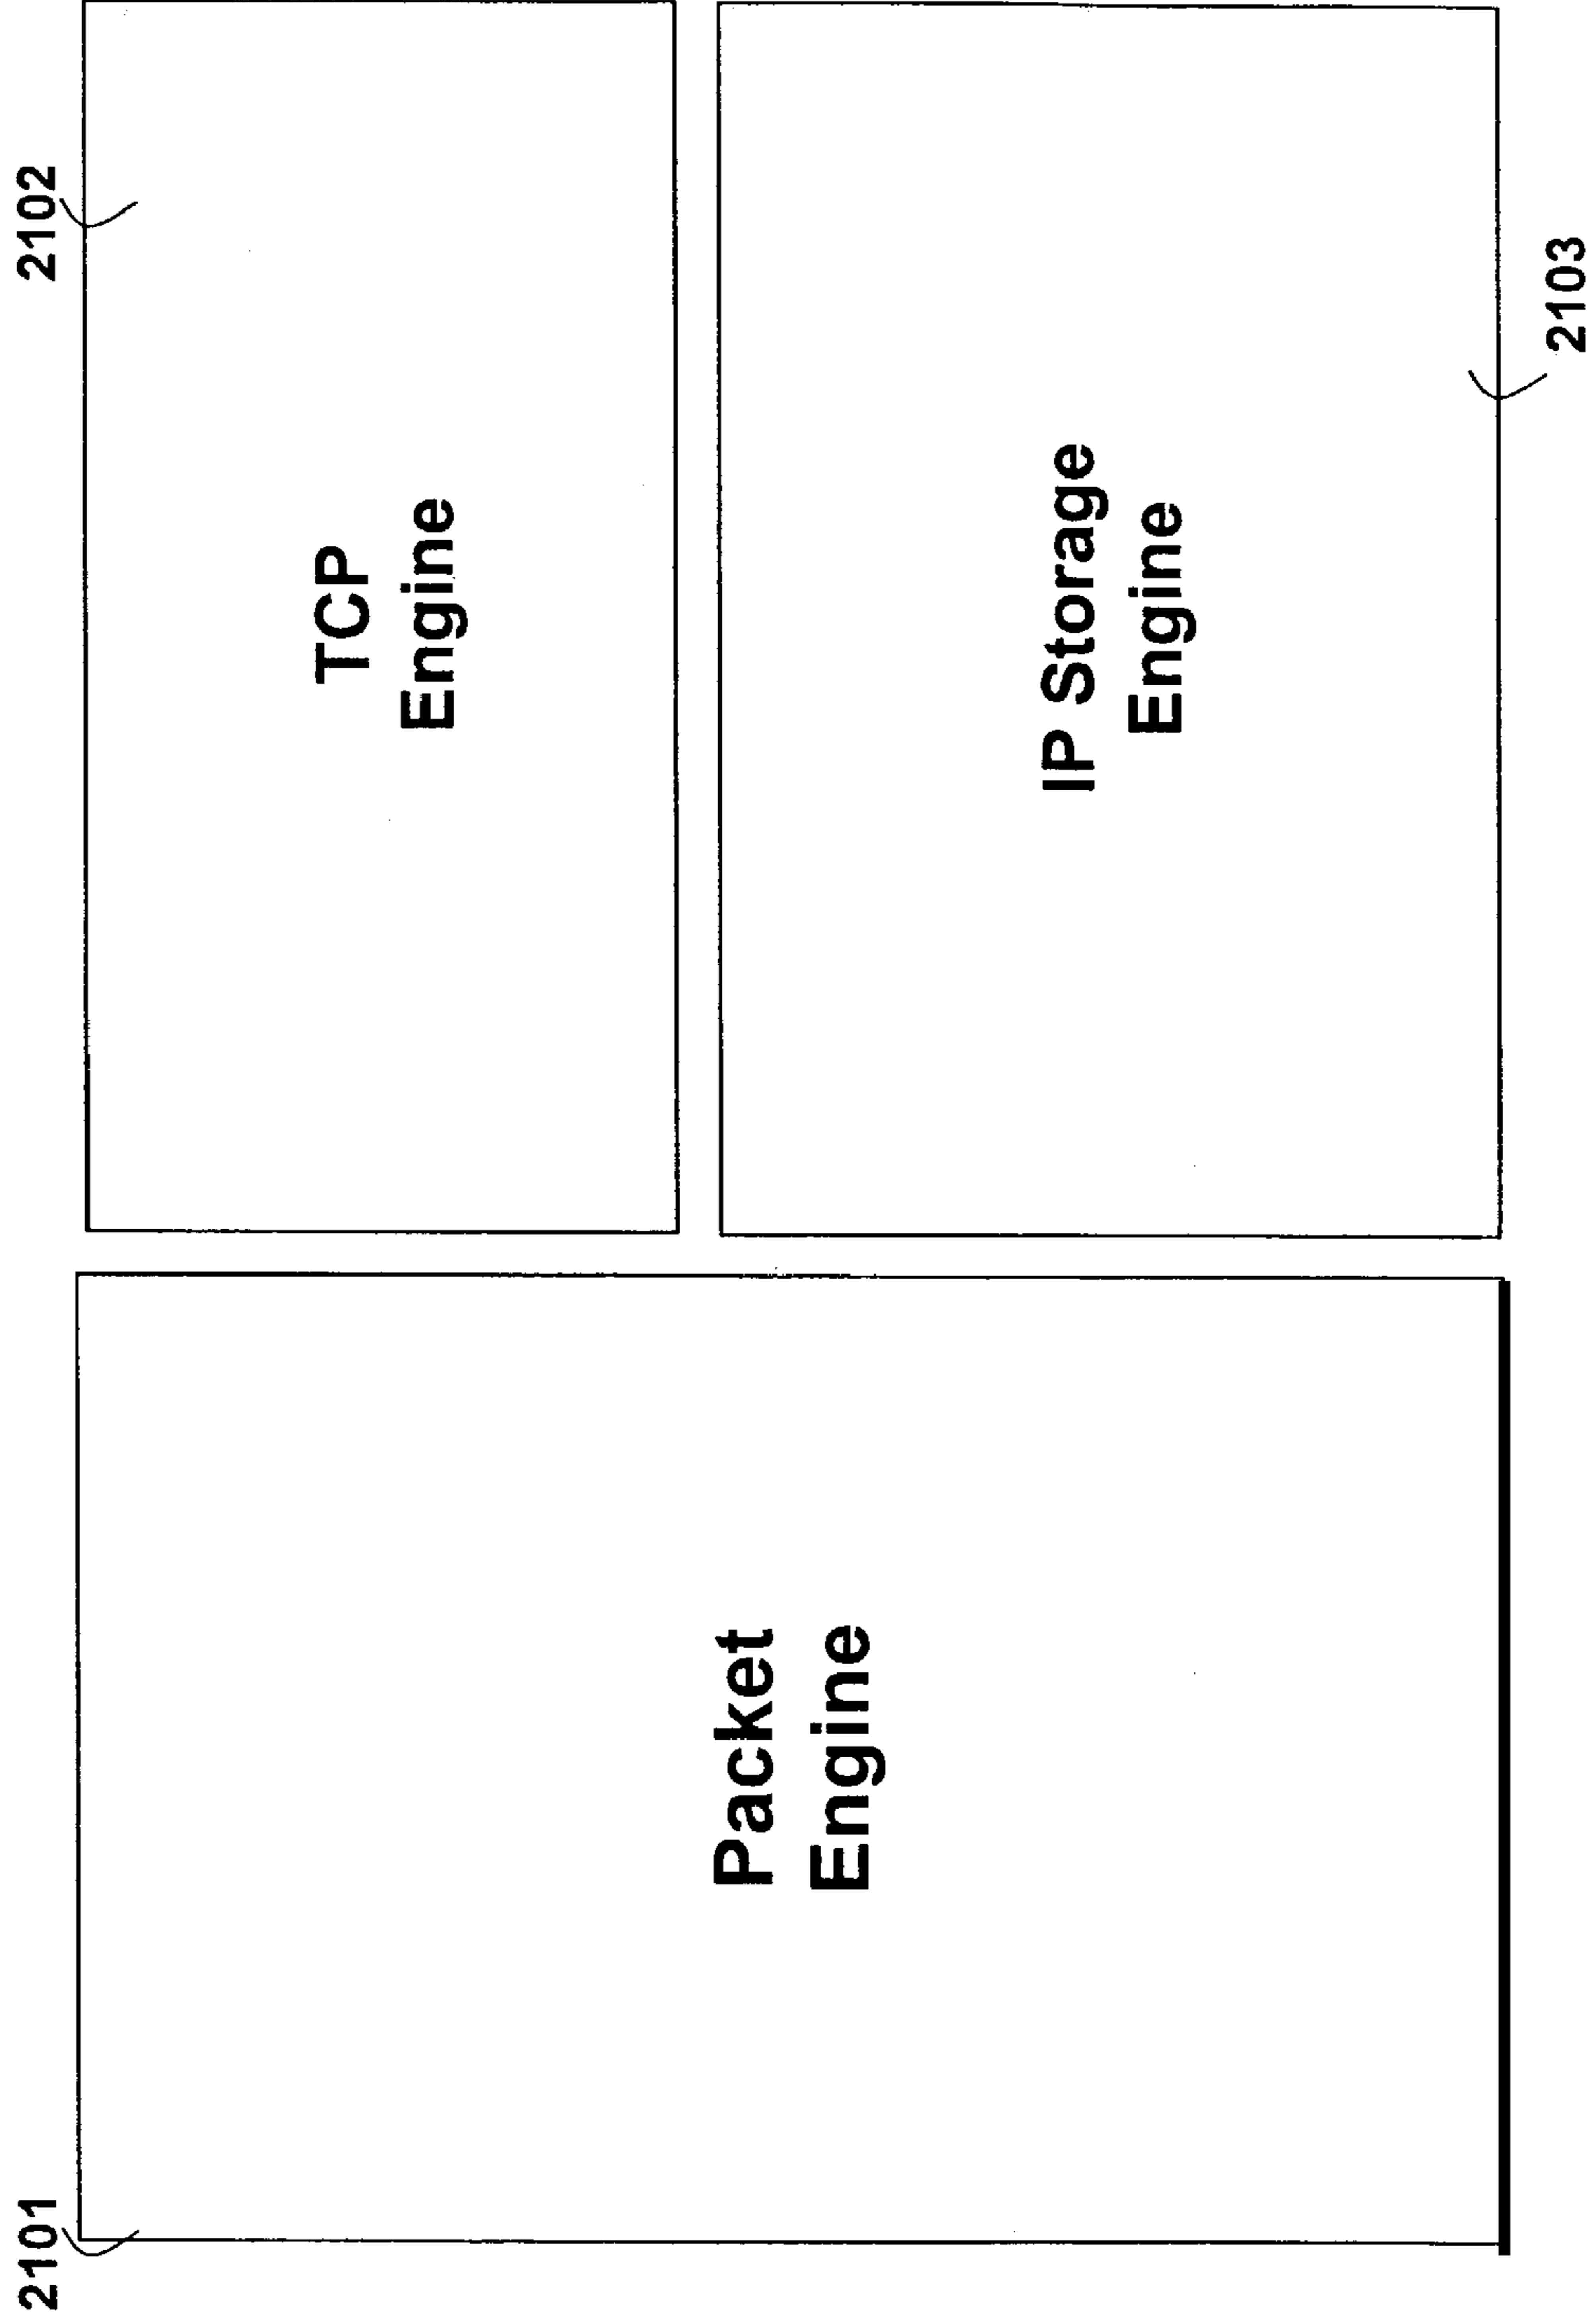 2101
Packet
Engine
2102
TCP
Engine
IP Storage
Engine
2103